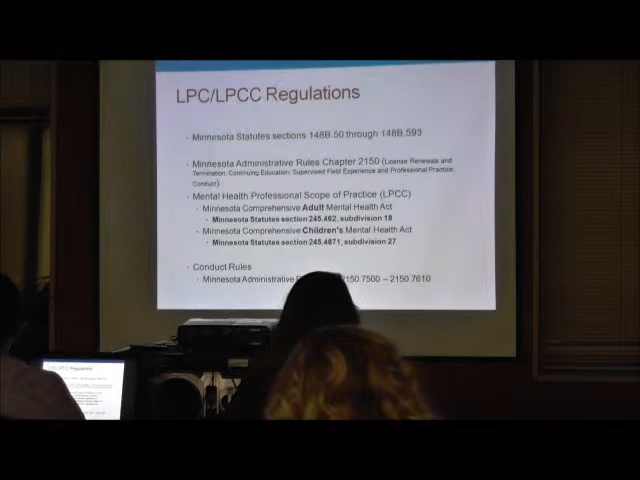 LPC/LPCC Regulations
Minnesota Statutes sections 148B.50 through 148B.593
Minnesota Administrative Rules Chapter 2150 (License Renewals and
Termination; Continuing Education; Supervised Field Experience and Professional Practice,
Conduct)
Mental Health Professional Scope of Practice (LPCC)
Minnesota Comprehensive Adult Mental Health Act
Minnesota Statutes section 245.462, subdivision 18
Minnesota Comprehensive Children's Mental Health Act
Minnesota Statutes section 245.4871, subdivision 27
Conduct Rules
Minnesota Administrative 2150.7500 – 2150.7610